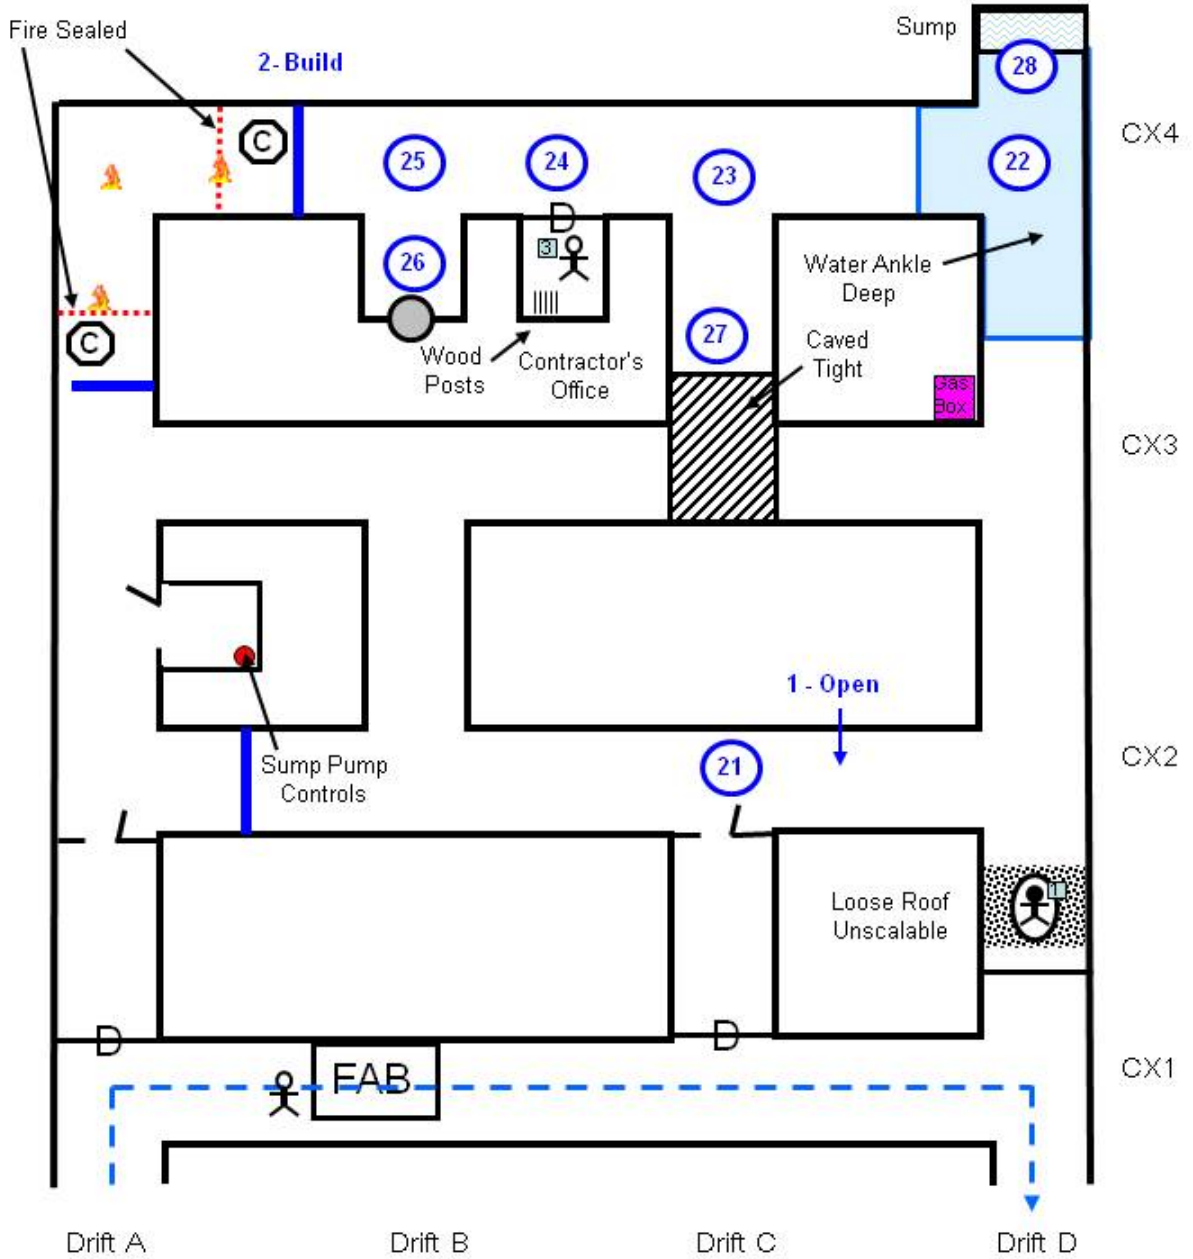 Fire Sealed
2- Build
Sump
28
C
25
24
23
22
CX4
D
3
26
Water Ankle
Deep
C
27
Caved
Tight
Wood
Posts
Contractor's
Office
Gas
Box
CX3
1 - Open
21
CX2
Sump Pump
Controls
1
Loose Roof
Unscalable
D
D
FAB
CX1
Drift A
Drift B
Drift C
Drift D